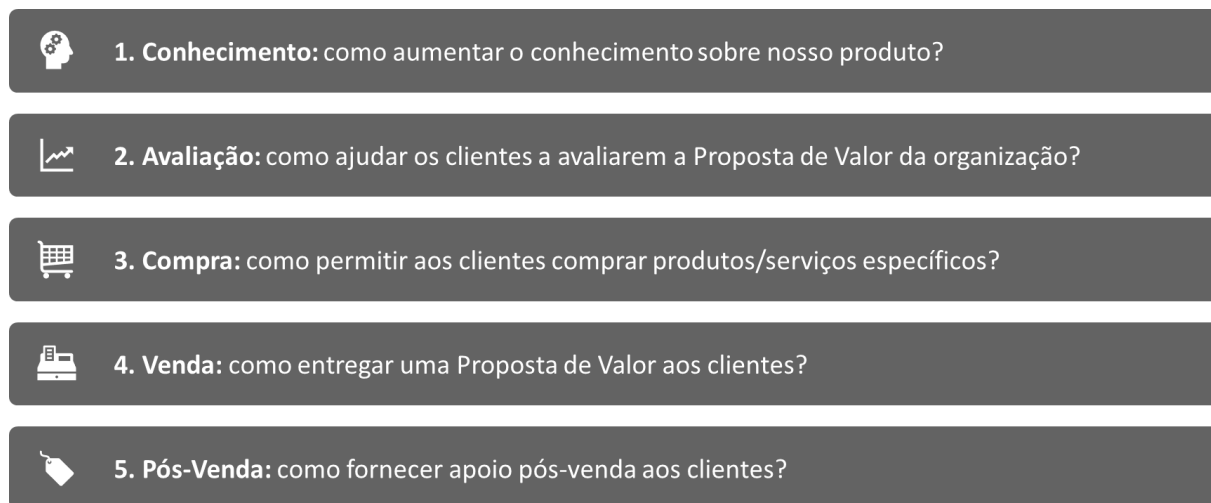 1. Conhecimento: como aumentar o conhecimento sobre nosso produto?
2. Avaliação: como ajudar os clientes a avaliarem a Proposta de Valor da organização?
3. Compra: como permitir aos clientes comprar produtos/serviços específicos?
4. Venda: como entregar uma Proposta de Valor aos clientes?
5. Pós-Venda: como fornecer apoio pós-venda aos clientes?